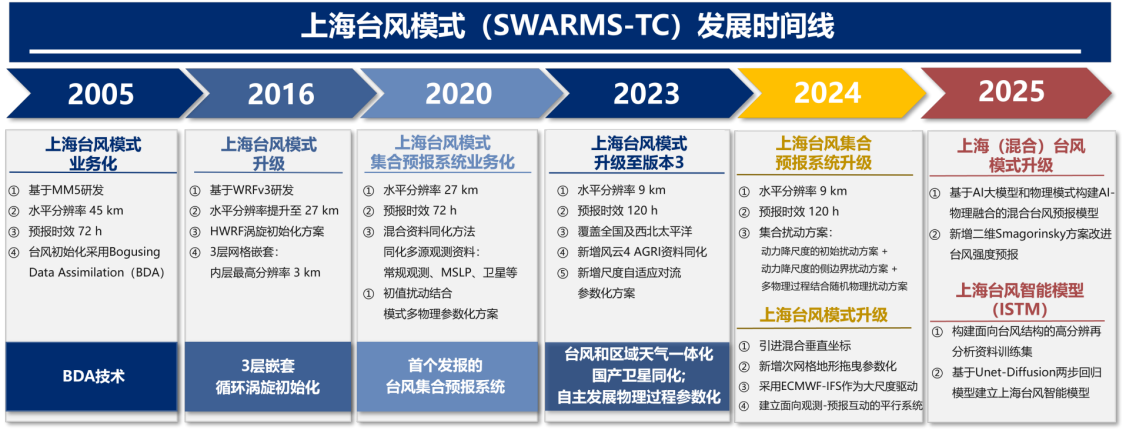 上海台风模式（SWARMS-TC）发展时间线
2005
上海台风模式
业务化
① 基于MM5研发
② 水平分辨率 45 km
③ 预报时效 72 h
④ 台风初始化采用Bogusing
Data Assimilation（BDA）
BDA技术
2016
上海台风模式
升级
① 基于WRFv3研发
② 水平分辨率提升至 27 km
③ HWRF涡旋初始化方案
④ 3层网格嵌套：
内层最高分辨率 3 km
3层嵌套
循环涡旋初始化
2020
上海台风模式
集合预报系统业务化
① 水平分辨率 27 km
② 预报时效 72 h
③ 混合资料同化方法
同化多源观测资料：
常规观测、MSLP、卫星等
① 初值扰动结合
模式多物理参数化方案
首个发报的
台风集合预报系统
2023
上海台风模式
升级至版本3
① 水平分辨率 9 km
② 预报时效 120 h
③ 覆盖全国及西北太平洋
④ 新增风云4 AGRI资料同化
⑤ 新增尺度自适应对流
参数化方案
台风和区域天气一体化
国产卫星同化;
自主发展物理过程参数化
2024
上海台风集合
预报系统升级
① 水平分辨率 9 km
② 预报时效 120 h
③ 集合扰动方案：
动力降尺度的初始扰动方案 +
动力降尺度的侧边界扰动方案 +
多物理过程结合随机物理扰动方案
上海台风模式升级
① 引进混合垂直坐标
② 新增次网格地形拖曳参数化
③ 采用ECMWF-IFS作为大尺度驱动
④ 建立面向观测-预报互动的平行系统
2025
上海（混合）台风
模式升级
① 基于AI大模型和物理模式构建AI-
物理融合的混合台风预报模型
② 新增二维Smagorinsky方案改进
台风强度预报
上海台风智能模型
（ISTM）
① 构建面向台风结构的高分辨再
分析资料训练集
② 基于Unet-Diffusion两步回归
模型建立上海台风智能模型